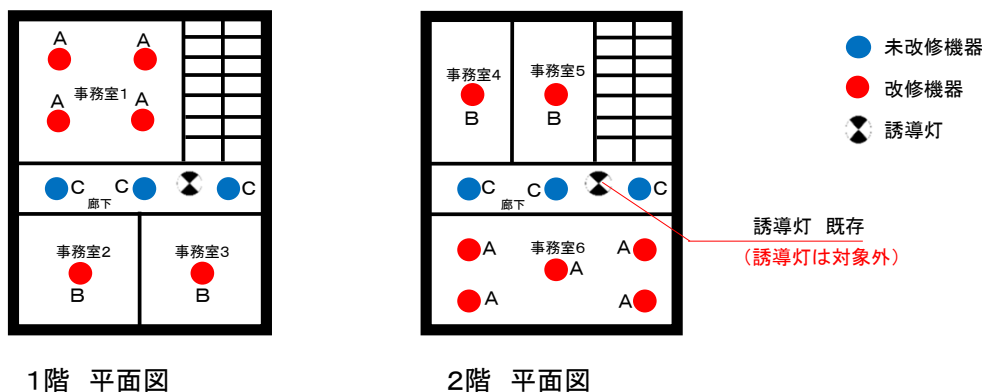 A A
A 事務室1 A
C C C
廊下
事務室2 事務室3
B B
1階 平面図
事務室4 事務室5
B B
C C C
廊下
A 事務室6 A
A
A A
2階 平面図
未改修機器
改修機器
誘導灯
誘導灯 既存
(誘導灯は対象外)